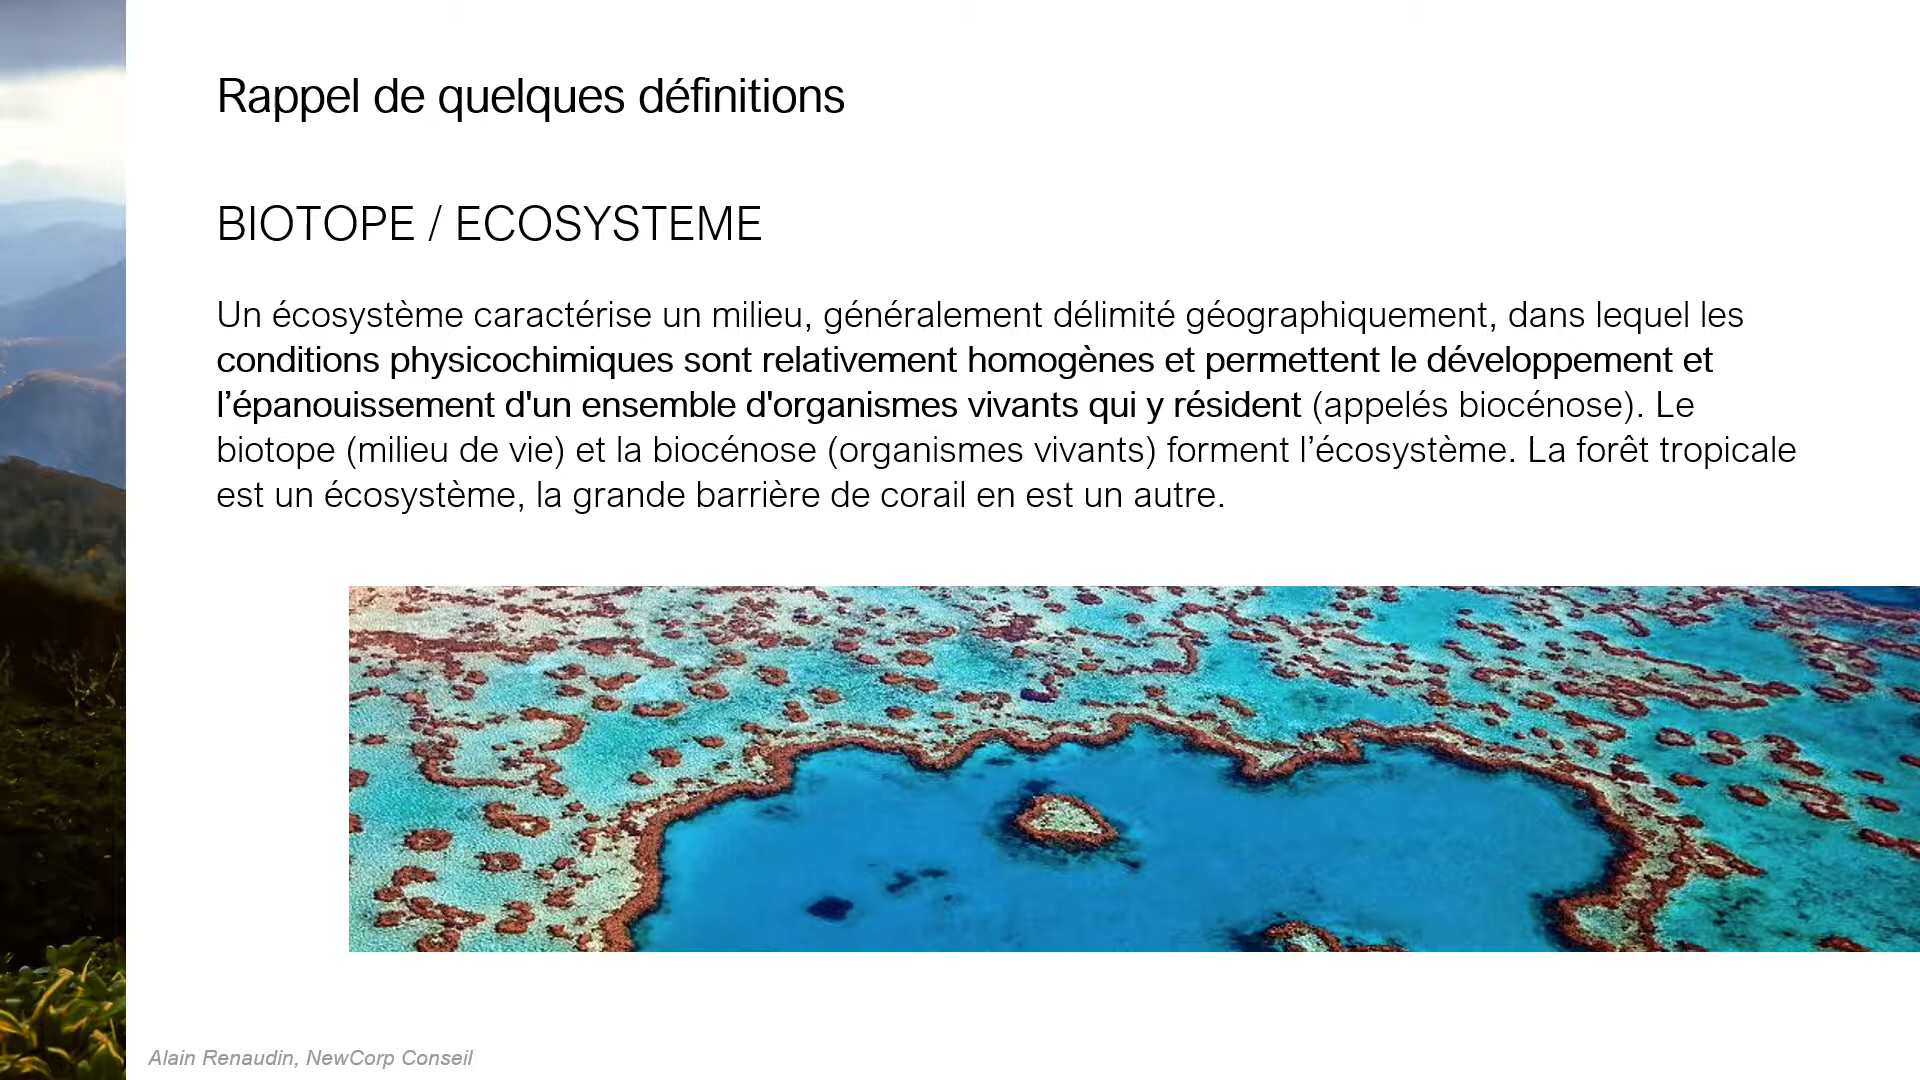 Rappel de quelques définitions
BIOTOPE / ECOSYSTEME
Un écosystème caractérise un milieu, généralement délimité géographiquement, dans lequel les
conditions physicochimiques sont relativement homogènes et permettent le développement et
l’épanouissement d'un ensemble d'organismes vivants qui y résident (appelés biocénose). Le
biotope (milieu de vie) et la biocénose (organismes vivants) forment l’écosystème. La forêt tropicale
est un écosystème, la grande barrière de corail en est un autre.
Alain Renaudin, NewCorp Conseil